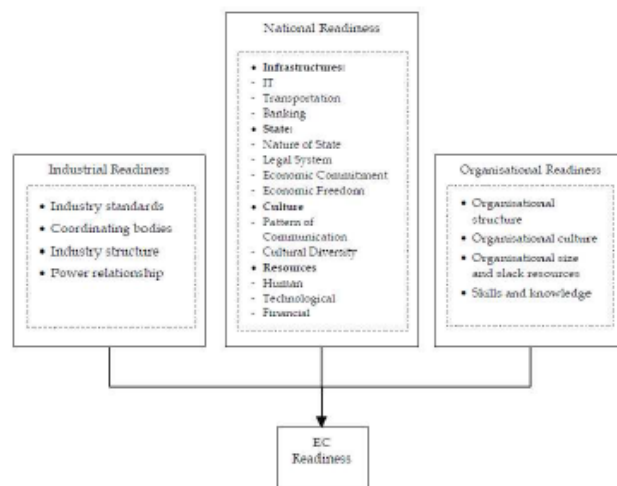 National Readiness
• Infrastructures:
- IT
- Transportation
- Banking
• State:
- Nature of State
- Legal System
- Economic Commitment
- Economic Freedom
• Culture
- Pattern of
Communication
- Cultural Diversity
• Resources
- Human
- Technological
- Financial
Industrial Readiness
• Industry standards
• Coordinating bodies
• Industry structure
• Power relationship
Organisational Readiness
• Organisational
structure
• Organisational culture
• Organisational size
and slack resources
• Skills and knowledge
EC
Readiness